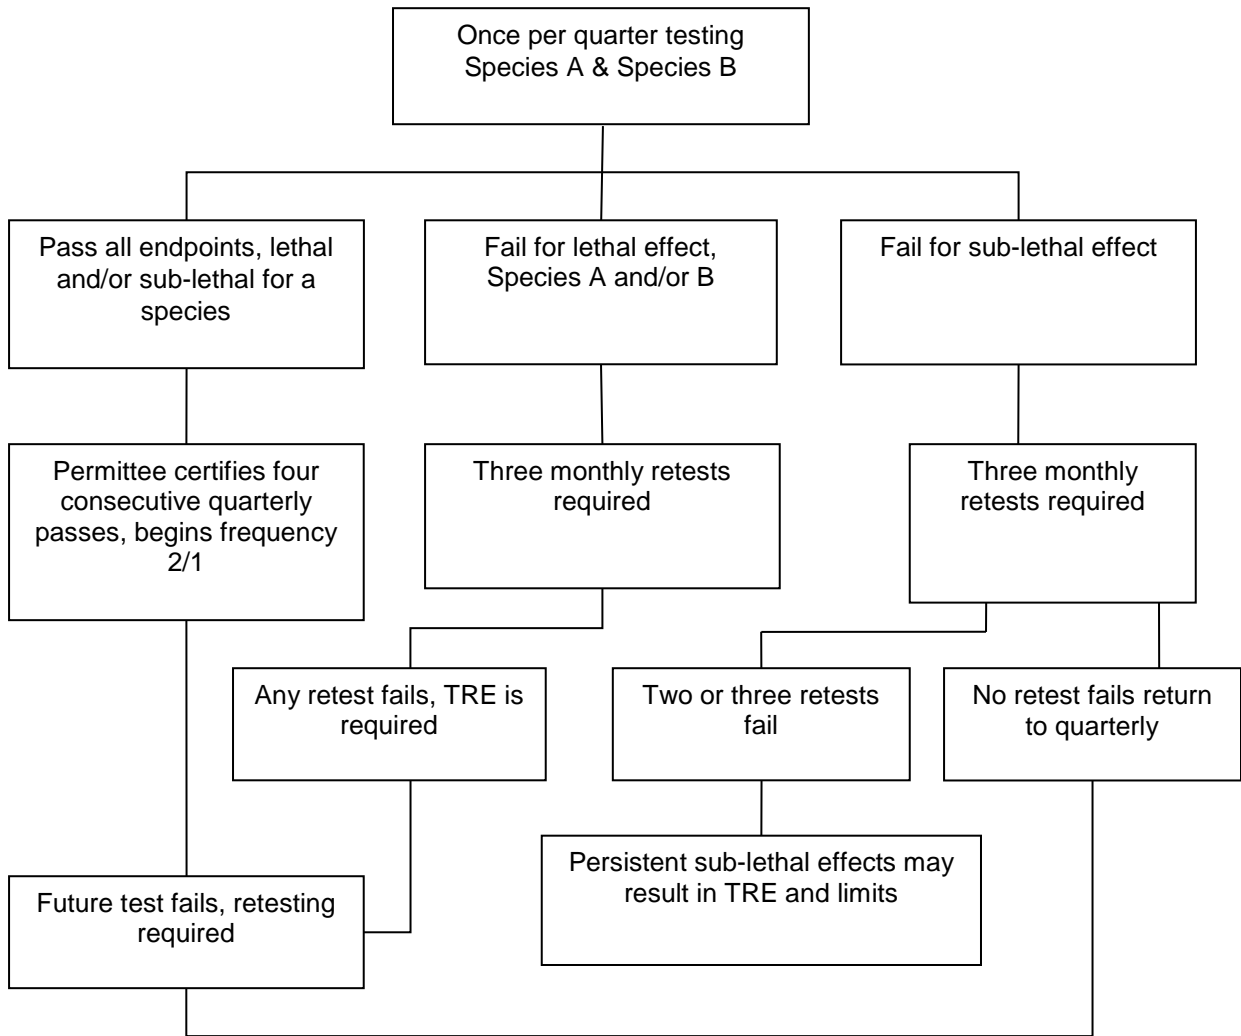 Once per quarter testing
Species A & Species B
Pass all endpoints, lethal
and/or sub-lethal for a
species
Fail for lethal effect,
Species A and/or B
Fail for sub-lethal effect
Permittee certifies four
consecutive quarterly
passes, begins frequency
2/1
Three monthly retests
required
Three monthly
retests required
Any retest fails, TRE is
required
Two or three retests
fail
No retest fails return
to quarterly
Persistent sub-lethal effects may
result in TRE and limits
Future test fails, retesting
required